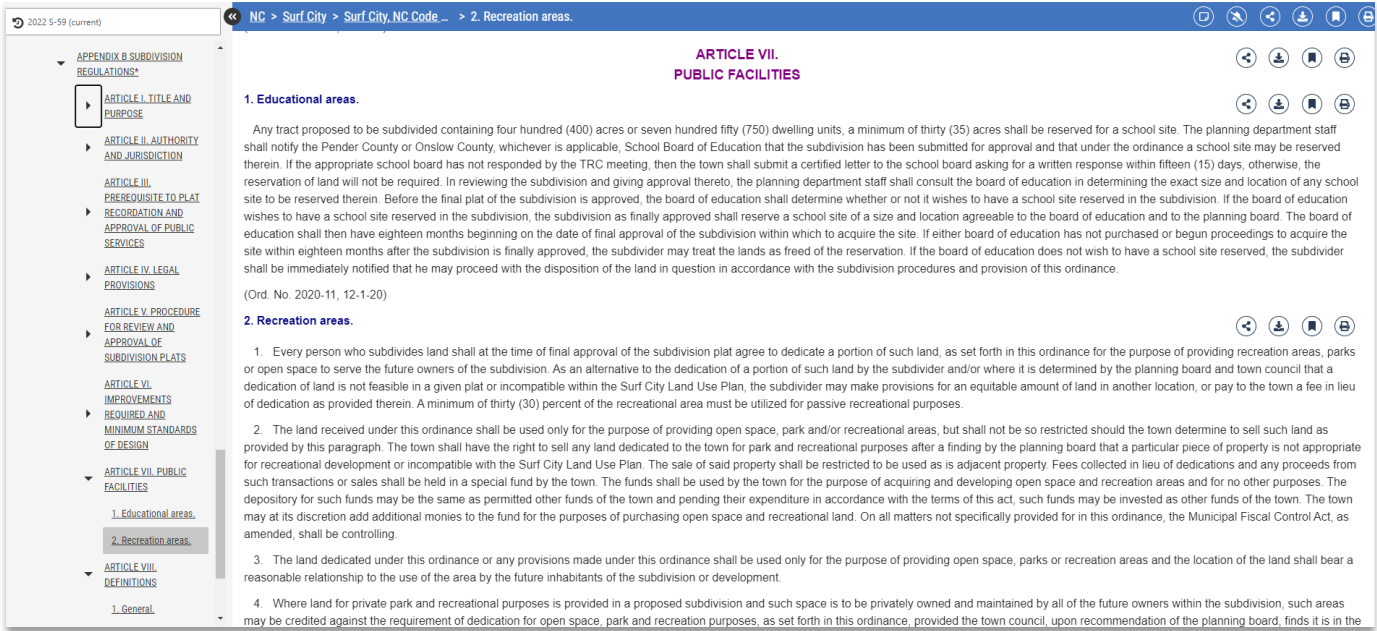 2022 S-59 (current)
NC > Surf City > Surf City, NC Code ... > 2. Recreation areas.
APPENDIX B SUBDIVISION
REGULATIONS*
ARTICLE I. TITLE AND
PURPOSE
ARTICLE II. AUTHORITY
AND JURISDICTION
ARTICLE III.
PREREQUISITE TO PLAT
RECORDATION AND
APPROVAL OF PUBLIC
SERVICES
ARTICLE IV. LEGAL
PROVISIONS
ARTICLE V. PROCEDURE
FOR REVIEW AND
APPROVAL OF
SUBDIVISION PLATS
ARTICLE VI.
IMPROVEMENTS
REQUIRED AND
MINIMUM STANDARDS
OF DESIGN
ARTICLE VII. PUBLIC
FACILITIES
1. Educational areas.
2. Recreation areas.
ARTICLE VIII.
DEFINITIONS
1. General.
ARTICLE VII.
PUBLIC FACILITIES
1. Educational areas.
Any tract proposed to be subdivided containing four hundred (400) acres or seven hundred fifty (750) dwelling units, a minimum of thirty (35) acres shall be reserved for a school site. The planning department staff
shall notify the Pender County or Onslow County, whichever is applicable, School Board of Education that the subdivision has been submitted for approval and that under the ordinance a school site may be reserved
therein. If the appropriate school board has not responded by the TRC meeting, then the town shall submit a certified letter to the school board asking for a written response within fifteen (15) days, otherwise, the
reservation of land will not be required. In reviewing the subdivision and giving approval thereto, the planning department staff shall consult the board of education in determining the exact size and location of any school
site to be reserved therein. Before the final plat of the subdivision is approved, the board of education shall determine whether or not it wishes to have a school site reserved in the subdivision. If the board of education
wishes to have a school site reserved in the subdivision, the subdivision as finally approved shall reserve a school site of a size and location agreeable to the board of education and to the planning board. The board of
education shall then have eighteen months beginning on the date of final approval of the subdivision within which to acquire the site. If either board of education has not purchased or begun proceedings to acquire the
site within eighteen months after the subdivision is finally approved, the subdivider may treat the lands as freed of the reservation. If the board of education does not wish to have a school site reserved, the subdivider
shall be immediately notified that he may proceed with the disposition of the land in question in accordance with the subdivision procedures and provision of this ordinance.
(Ord. No. 2020-11, 12-1-20)
2. Recreation areas.
1. Every person who subdivides land shall at the time of final approval of the subdivision plat agree to dedicate a portion of such land, as set forth in this ordinance for the purpose of providing recreation areas, parks
or open space to serve the future owners of the subdivision. As an alternative to the dedication of a portion of such land by the subdivider and/or where it is determined by the planning board and town council that a
dedication of land is not feasible in a given plat or incompatible within the Surf City Land Use Plan, the subdivider may make provisions for an equitable amount of land in another location, or pay to the town a fee in lieu
of dedication as provided therein. A minimum of thirty (30) percent of the recreational area must be utilized for passive recreational purposes.
2. The land received under this ordinance shall be used only for the purpose of providing open space, park and/or recreational areas, but shall not be so restricted should the town determine to sell such land as
provided by this paragraph. The town shall have the right to sell any land dedicated to the town for park and recreational purposes after a finding by the planning board that a particular piece of property is not appropriate
for recreational development or incompatible with the Surf City Land Use Plan. The sale of said property shall be restricted to be used as is adjacent property. Fees collected in lieu of dedications and any proceeds from
such transactions or sales shall be held in a special fund by the town. The funds shall be used by the town for the purpose of acquiring and developing open space and recreation areas and for no other purposes. The
depository for such funds may be the same as permitted other funds of the town and pending their expenditure in accordance with the terms of this act, such funds may be invested as other funds of the town. The town
may at its discretion add additional monies to the fund for the purposes of purchasing open space and recreational land. On all matters not specifically provided for in this ordinance, the Municipal Fiscal Control Act, as
amended, shall be controlling.
3. The land dedicated under this ordinance or any provisions made under this ordinance shall be used only for the purpose of providing open space, parks or recreation areas and the location of the land shall bear a
reasonable relationship to the use of the area by the future inhabitants of the subdivision or development.
4. Where land for private park and recreational purposes is provided in a proposed subdivision and such space is to be privately owned and maintained by all of the future owners within the subdivision, such areas
may be credited against the requirement of dedication for open space, park and recreation purposes, as set forth in this ordinance, provided the town council, upon recommendation of the planning board, finds it is in the